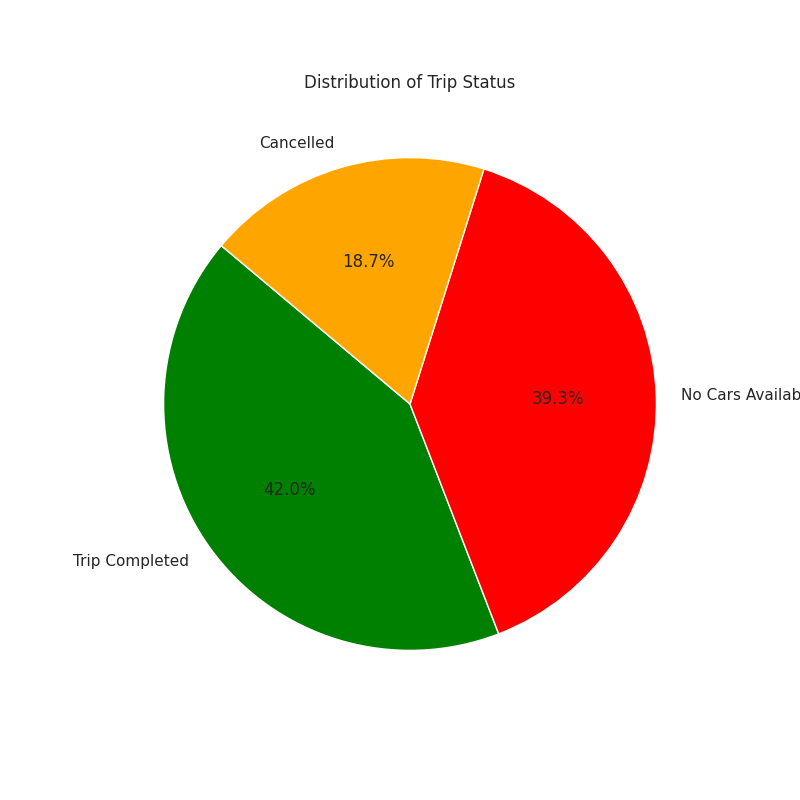 Distribution of Trip Status
Cancelled
18.7%
No Cars Availab
39.3%
42.0%
Trip Completed